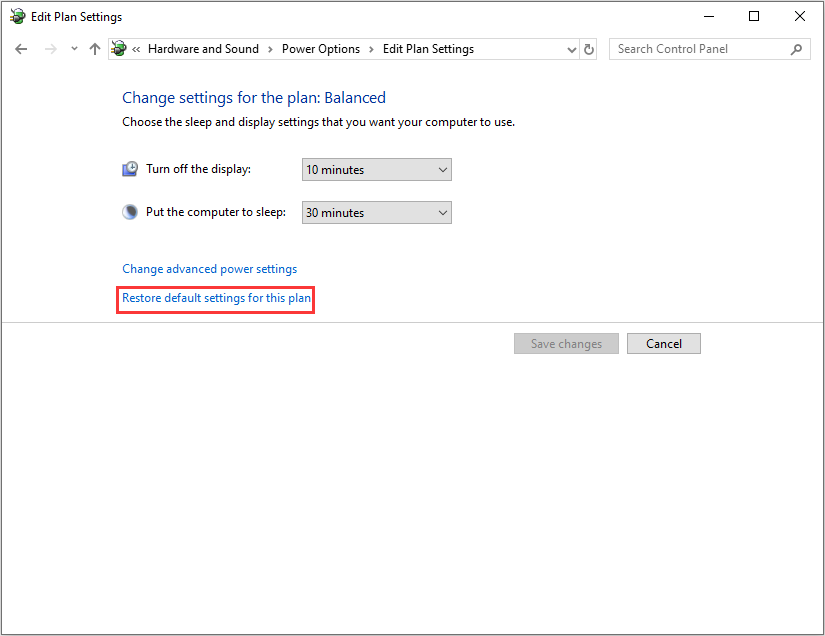 Edit Plan Settings
« Hardware and Sound > Power Options > Edit Plan Settings
Search Control Panel
Change settings for the plan: Balanced
Choose the sleep and display settings that you want your computer to use.
Turn off the display:
10 minutes
Put the computer to sleep:
30 minutes
Change advanced power settings
Restore default settings for this plan
Save changes
Cancel